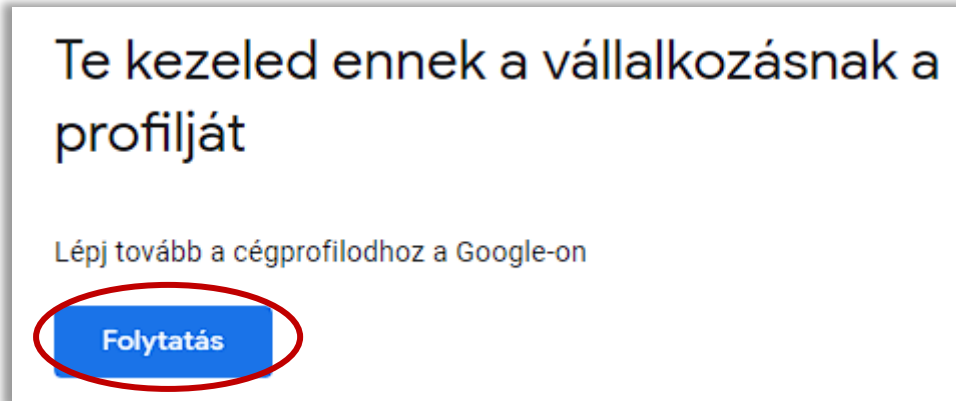 Te kezeled ennek a vállalkozásnak a
profilját
Lépj tovább a cégprofilodhoz a Google-on
Folytatás